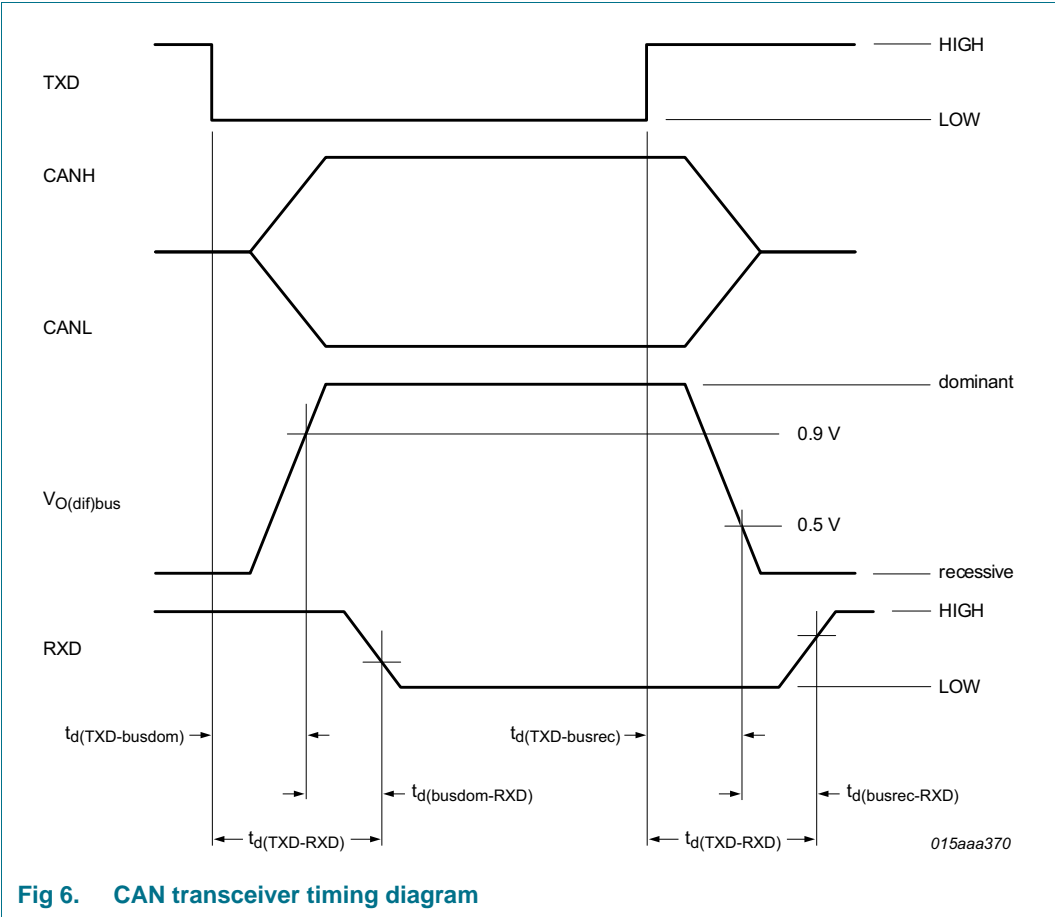 HIGH
TXD
LOW
CANH
CANL
dominant
0.9 V
VO(dif)bus
0.5 V
recessive
HIGH
RXD
LOW
td(TXD-busdom)
td(TXD-busrec)
td(busdom-RXD)
td(busrec-RXD)
td(TXD-RXD)
td(TXD-RXD)
015aaa370
Fig 6. CAN transceiver timing diagram